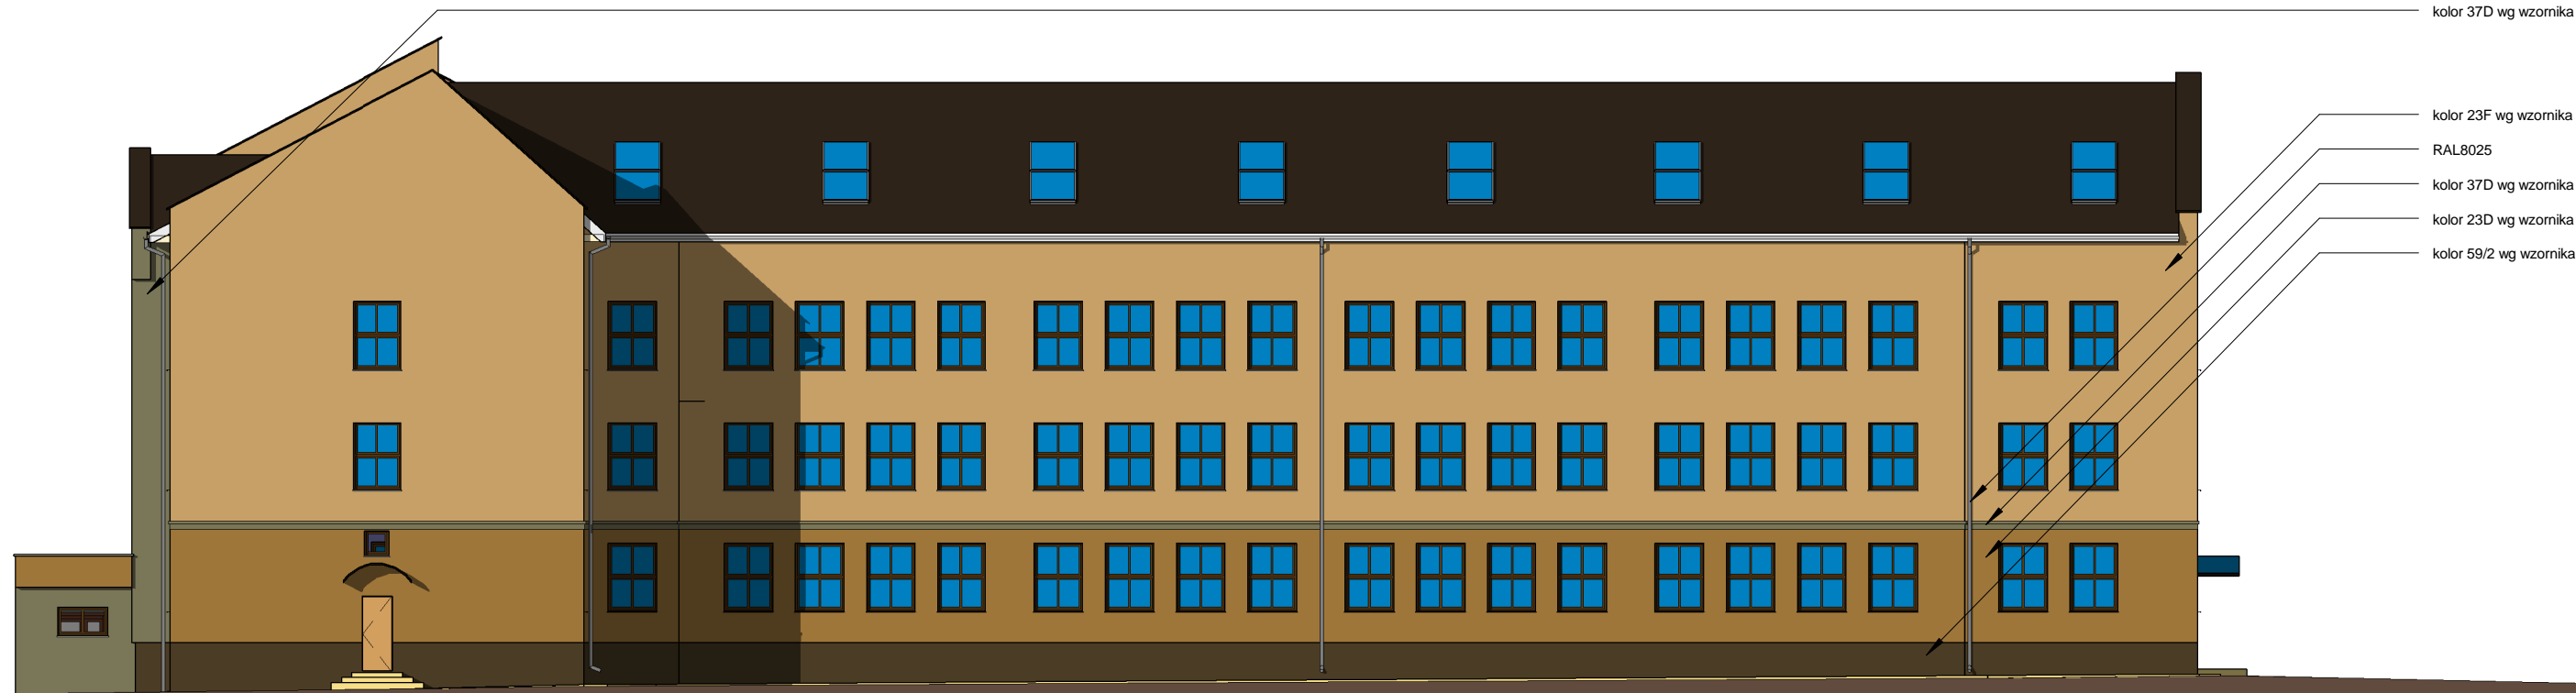 kolor 37D wg wzornika
kolor 23F wg wzornika
RAL8025
kolor 37D wg wzornika
kolor 23D wg wzornika
kolor 59/2 wg wzornika